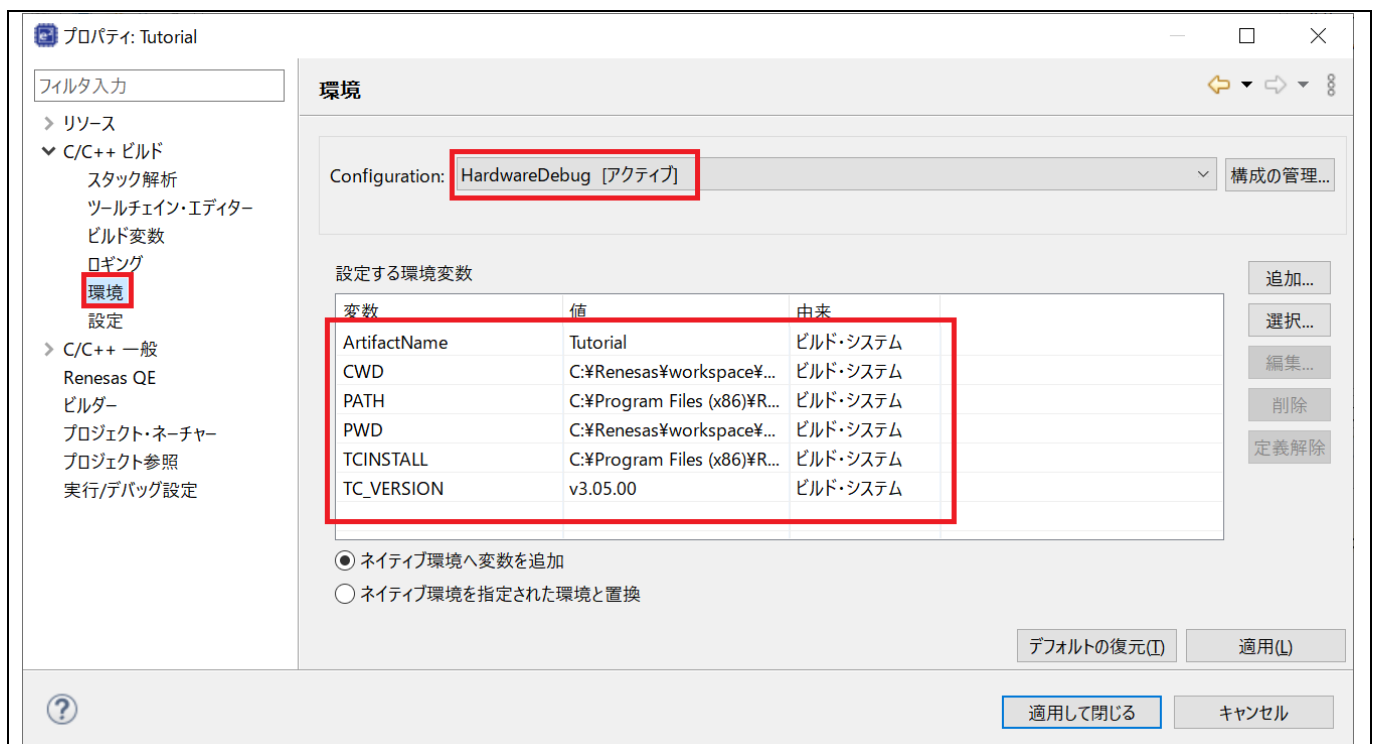 プロパティ: Tutorial
フィルタ入力
リソース
C/C++ ビルド
スタック解析
ツールチェイン・エディター
ビルド変数
ロギング
環境
設定
C/C++ 一般
Renesas QE
ビルダー
プロジェクト・ネーチャー
プロジェクト参照
実行/デバッグ設定
環境
Configuration: HardwareDebug [アクティブ] 構成の管理...
設定する環境変数
変数 値 由来
ArtifactName Tutorial ビルド・システム
CWD C:¥Renesas¥workspace¥... ビルド・システム
PATH C:¥Program Files (x86)¥R... ビルド・システム
PWD C:¥Renesas¥workspace¥... ビルド・システム
TCINSTALL C:¥Program Files (x86)¥R... ビルド・システム
TC_VERSION v3.05.00 ビルド・システム
追加...
選択...
編集...
削除
定義解除
ネイティブ環境へ変数を追加
ネイティブ環境を指定された環境と置換
デフォルトの復元(T) 適用(L)
適用して閉じる キャンセル